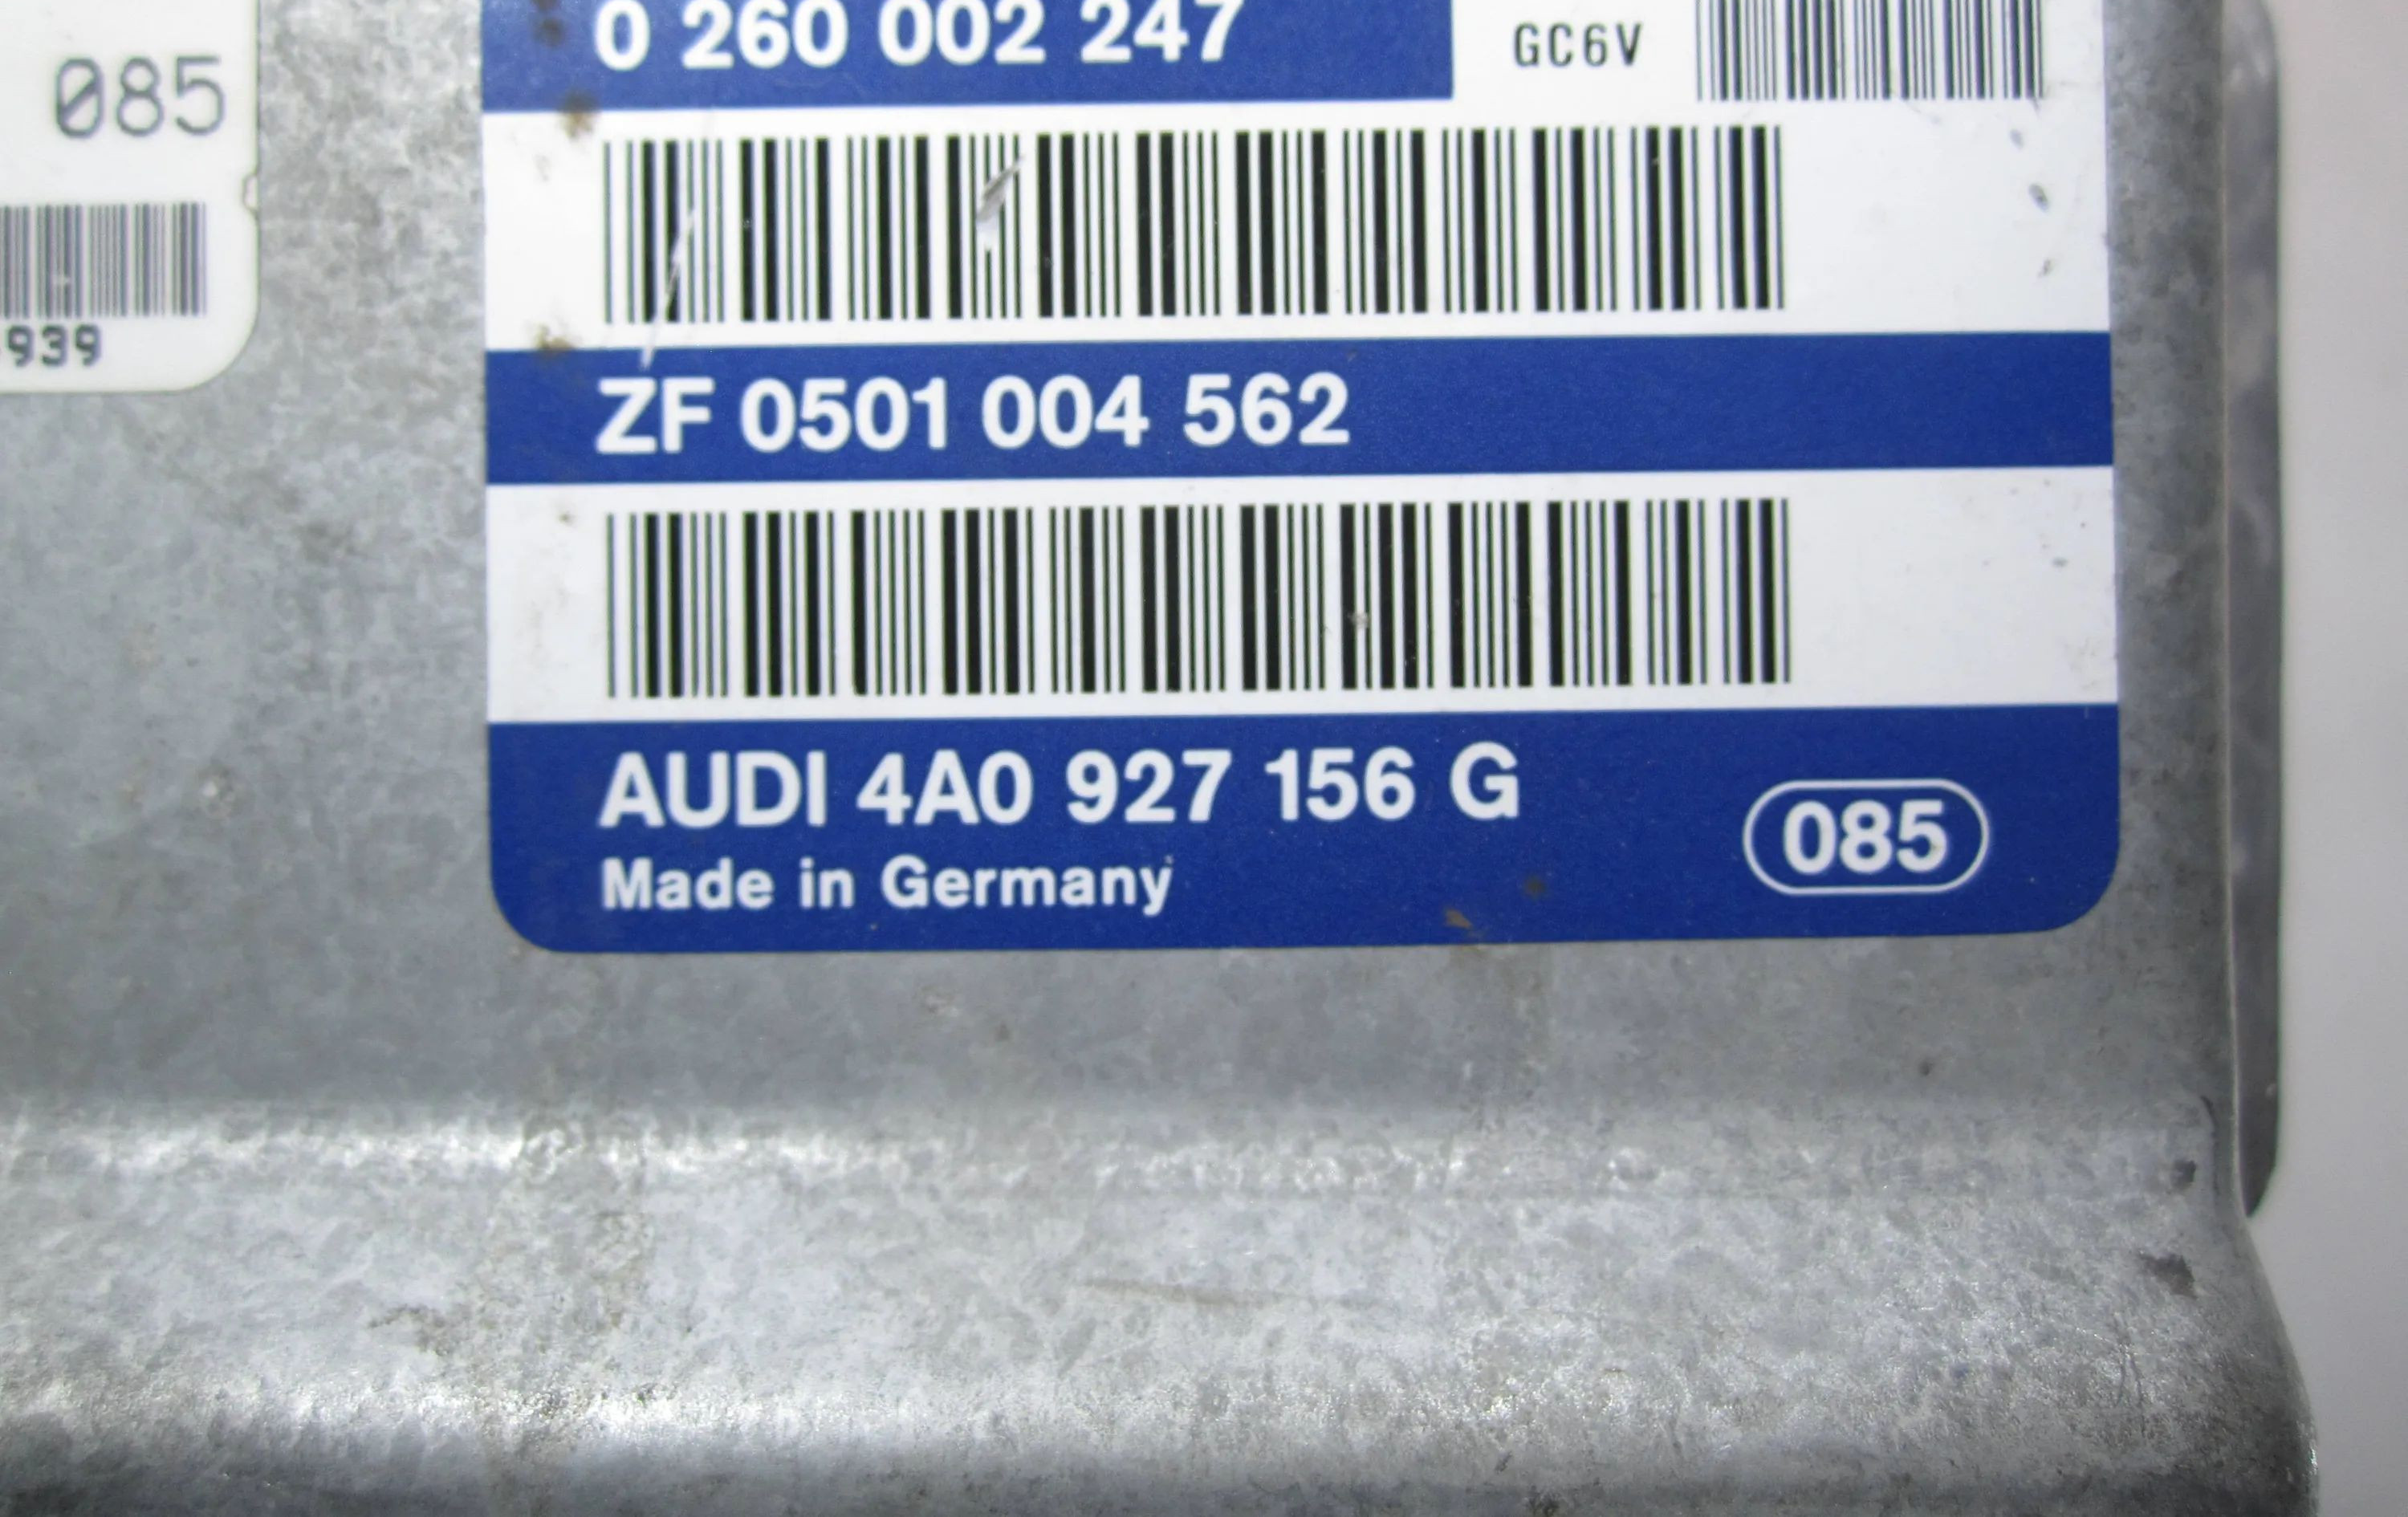 0 260 002 247
GC6V
085
939
ZF 0501 004 562
AUDI 4A0 927 156 G
085
Made in Germany